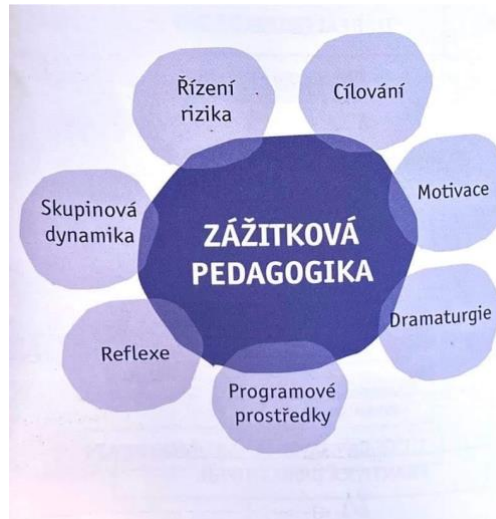 Řízení
rizika
Cílování
Motivace
Skupinová
dynamika
ZÁŽITKOVÁ
PEDAGOGIKA
Dramaturgie
Reflexe
Programové
prostředky